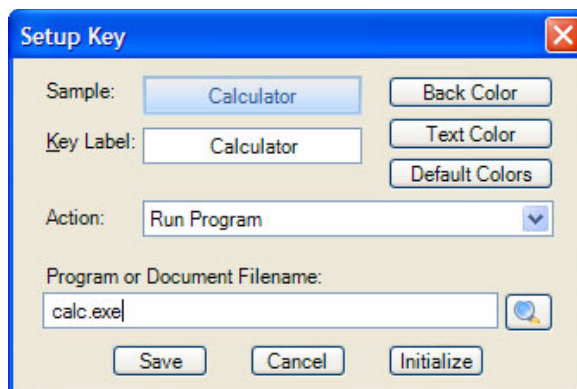 Setup Key
Sample:
Calculator
Back Color
Key Label:
Calculator
Text Color
Default Colors
Action:
Run Program
Program or Document Filename:
calc.exe
Save
Cancel
Initialize